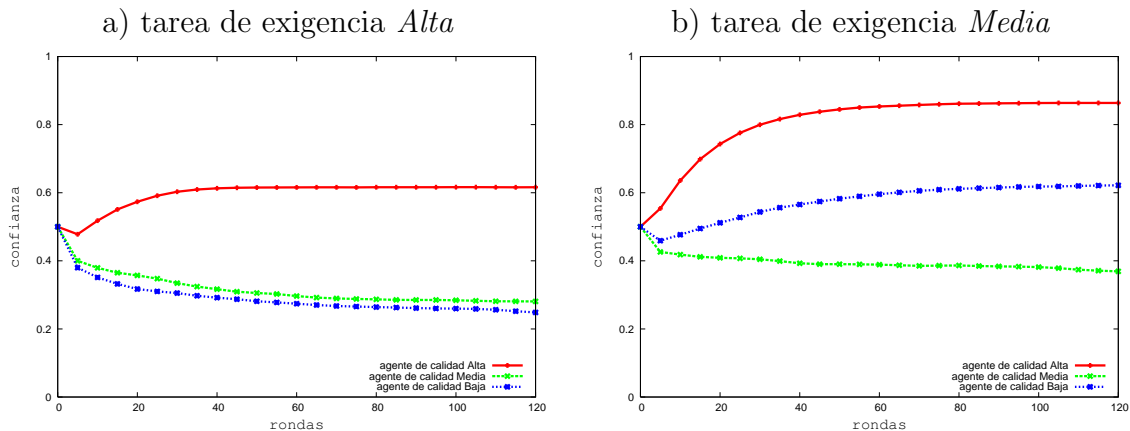 a) tarea de exigencia Alta
1
0.8
0.6
0.4
0.2
0
confianza
agente de calidad Alta
agente de calidad Media
agente de calidad Baja
0 20 40 60 80 100 120
rondas
b) tarea de exigencia Media
1
0.8
0.6
0.4
0.2
0
confianza
agente de calidad Alta
agente de calidad Media
agente de calidad Baja
0 20 40 60 80 100 120
rondas